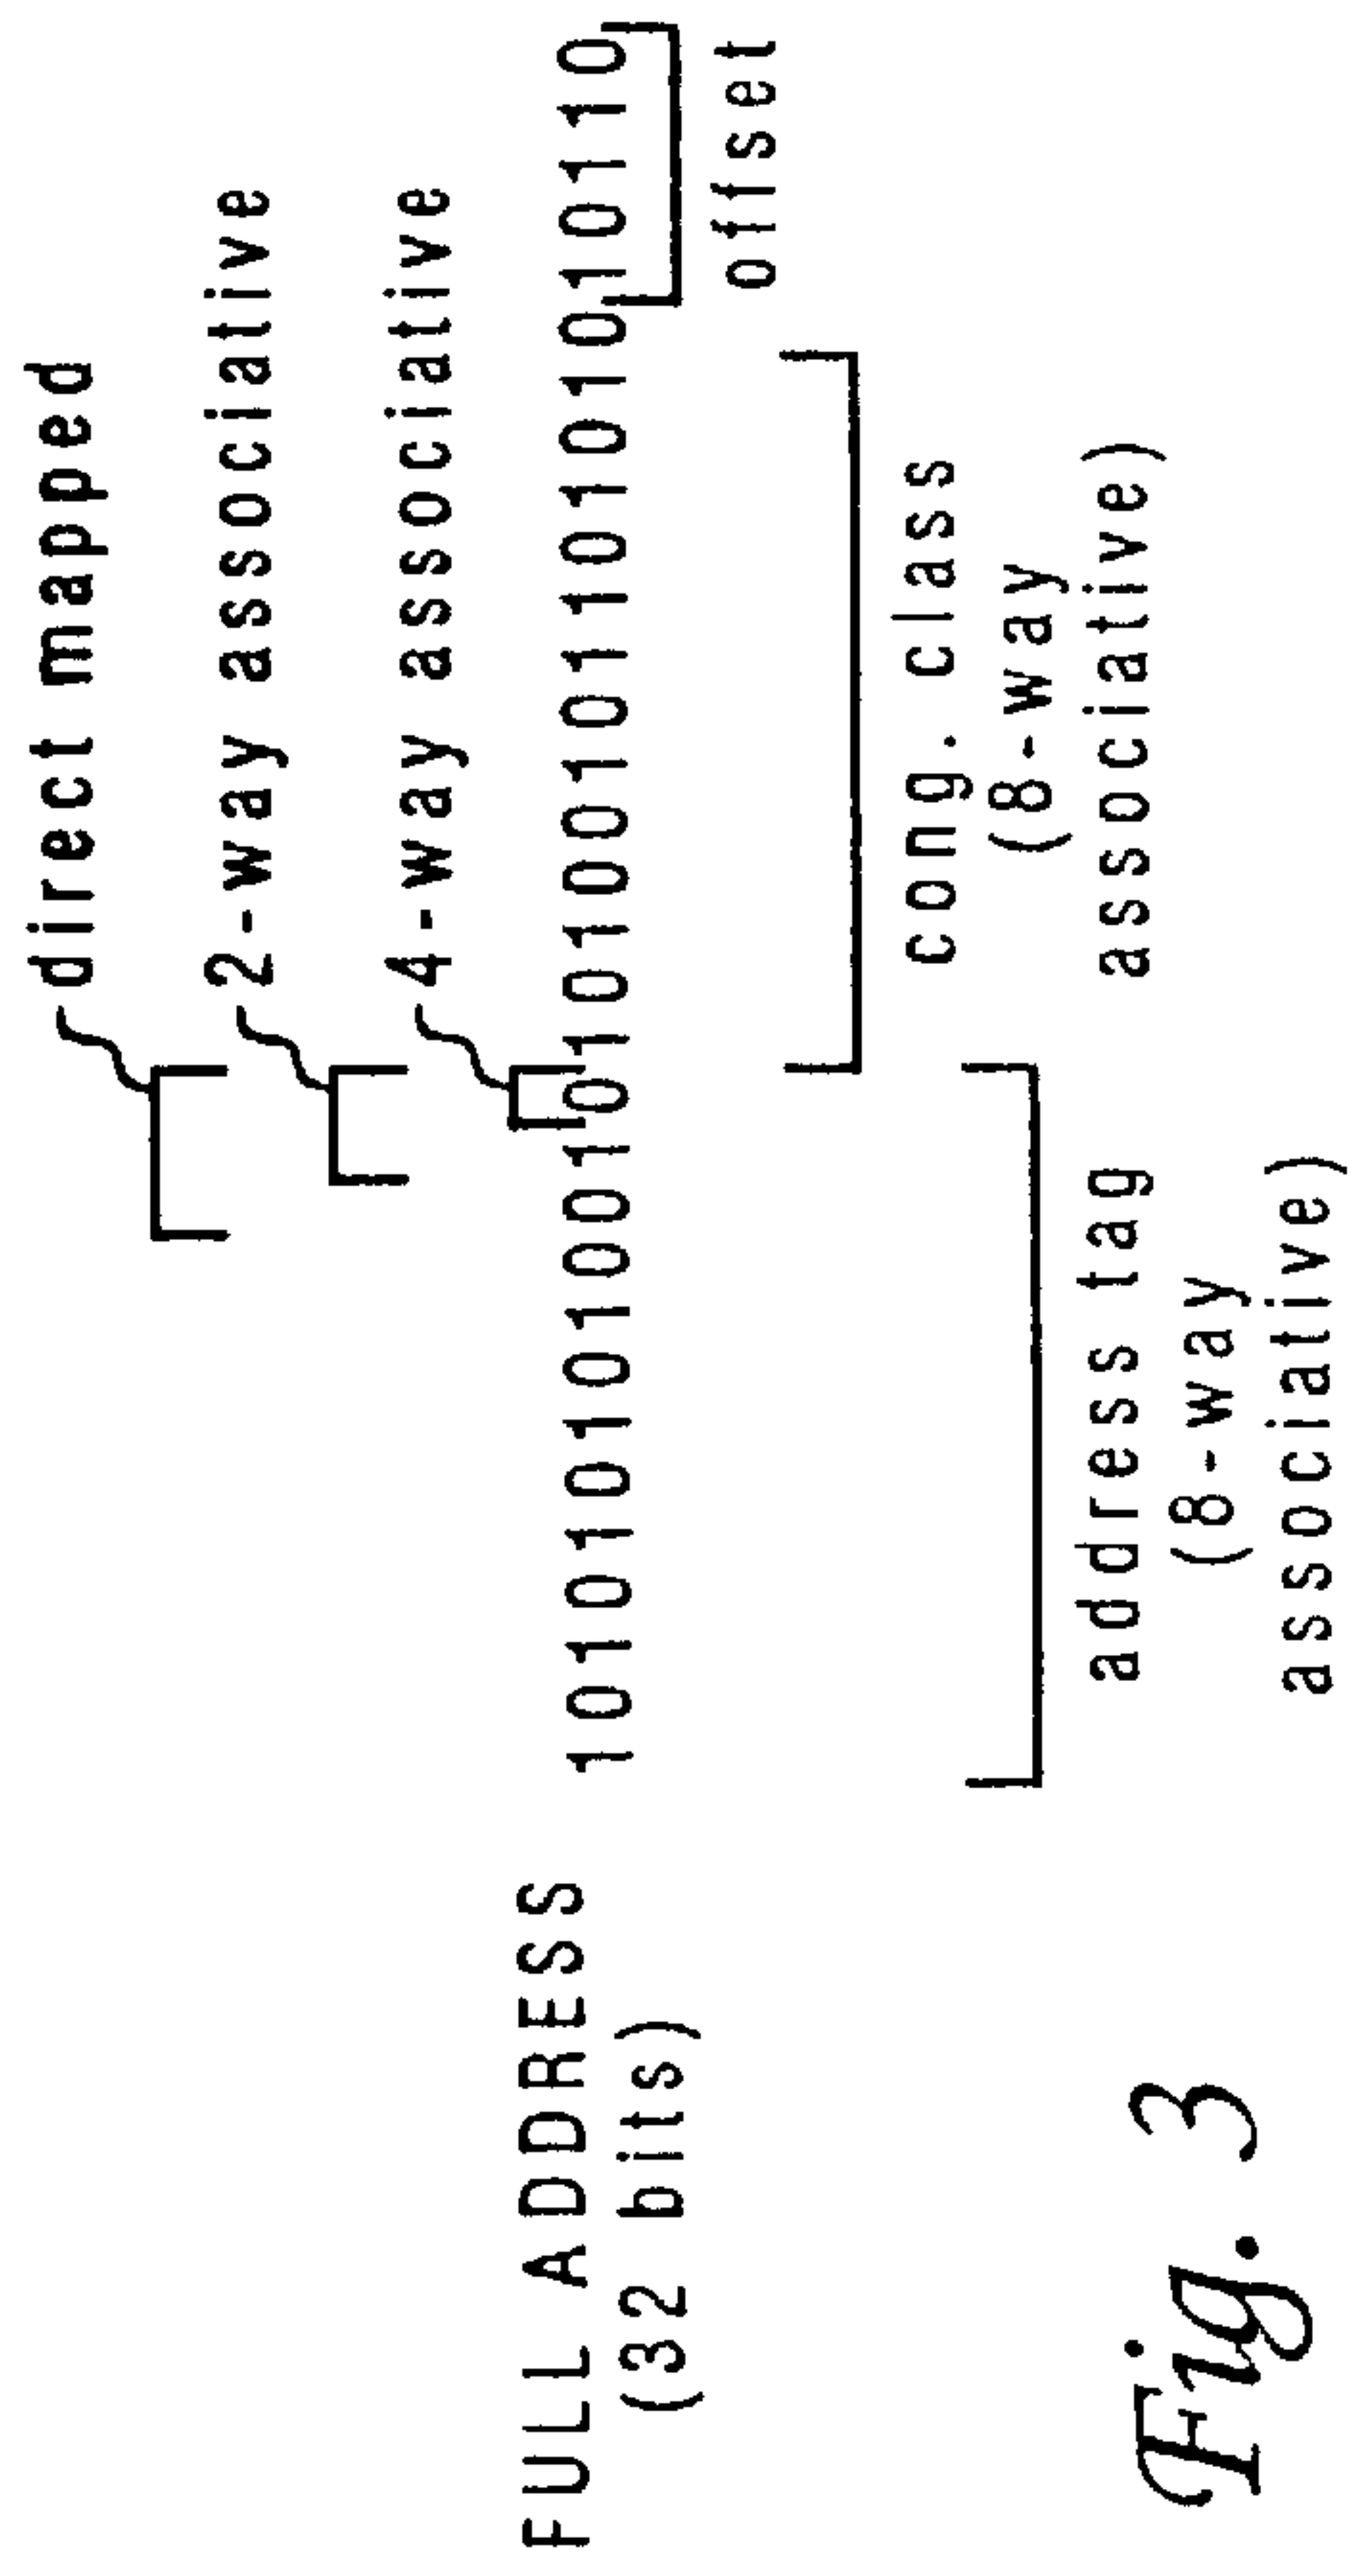 direct mapped
2-way associative
4-way associative
FULL ADDRESS 10101010100101010010110101010110
(32 bits)
offset
cong. class
(8-way
associative)
address tag
(8-way
associative)
Fig. 3